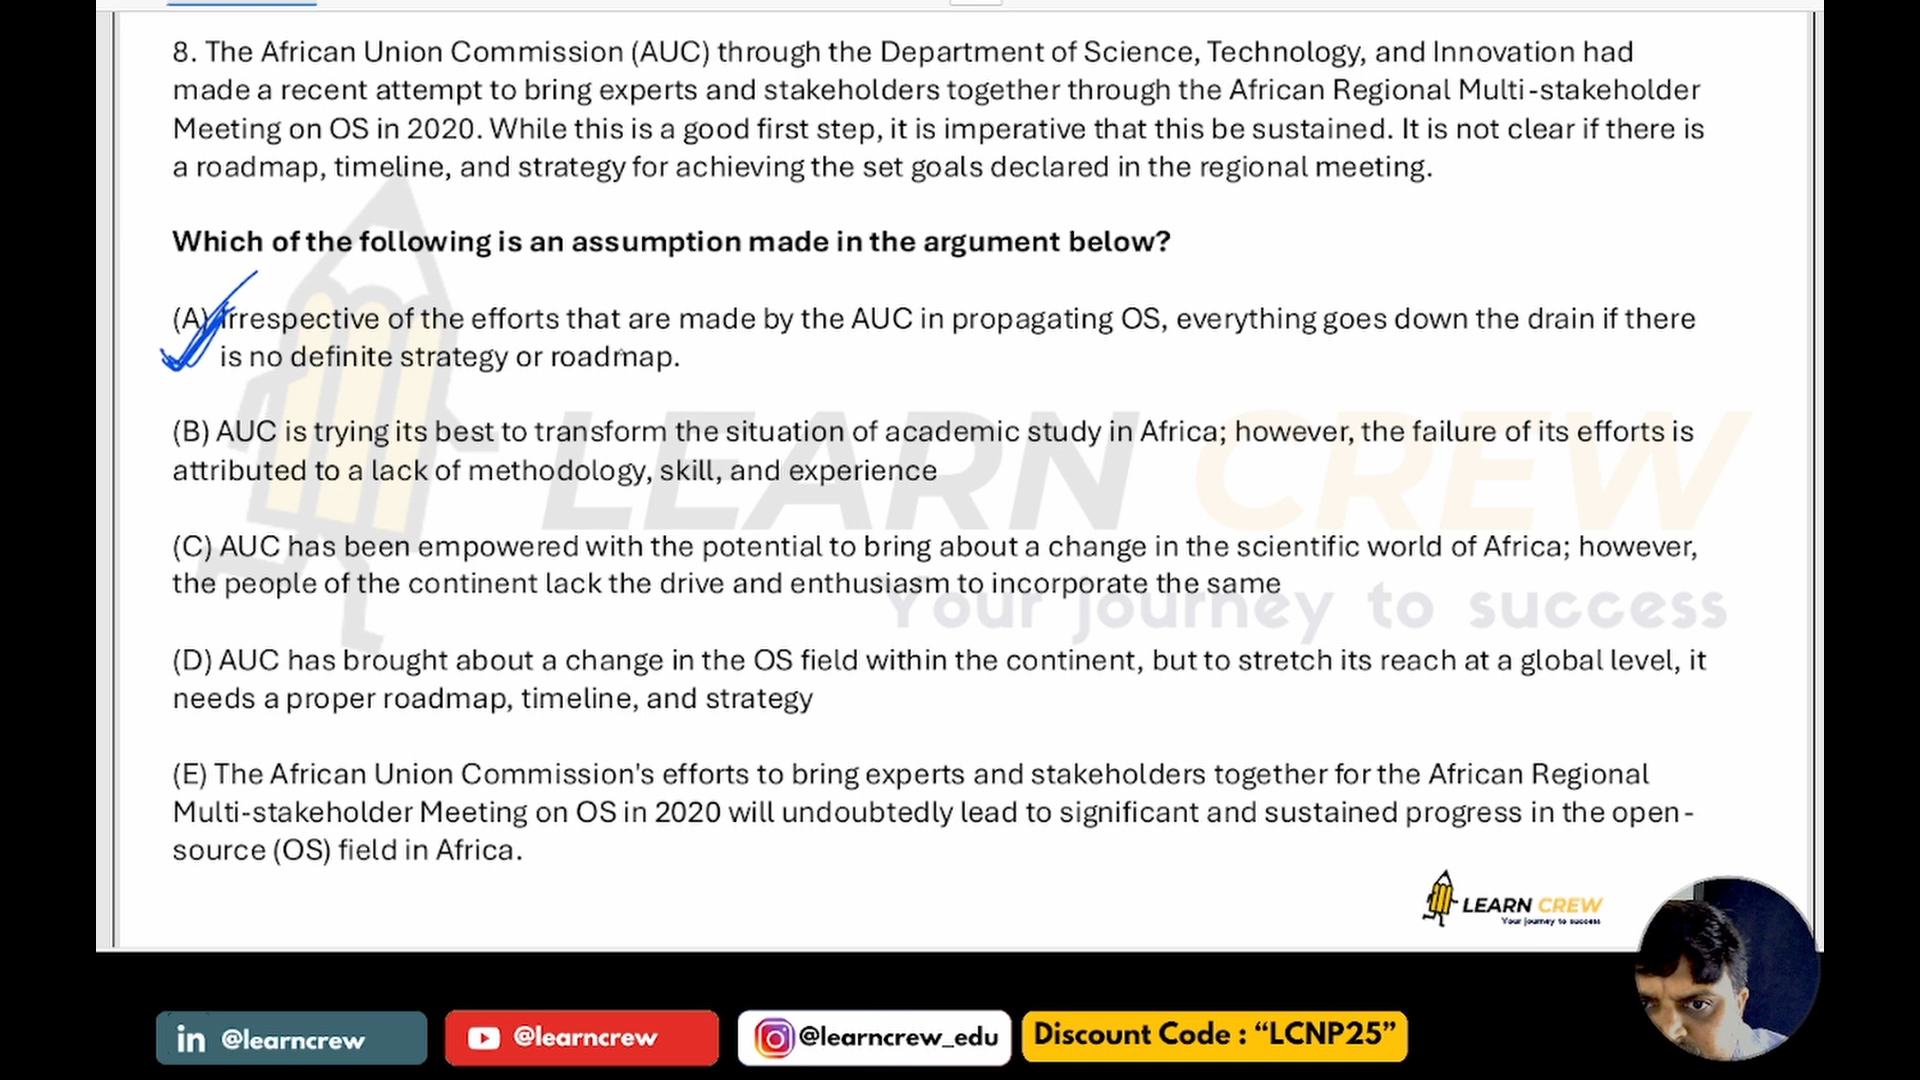 8. The African Union Commission (AUC) through the Department of Science, Technology, and Innovation had
made a recent attempt to bring experts and stakeholders together through the African Regional Multi-stakeholder
Meeting on OS in 2020. While this is a good first step, it is imperative that this be sustained. It is not clear if there is
a roadmap, timeline, and strategy for achieving the set goals declared in the regional meeting.
Which of the following is an assumption made in the argument below?
(A) Irrespective of the efforts that are made by the AUC in propagating OS, everything goes down the drain if there
is no definite strategy or roadmap.
(B) AUC is trying its best to transform the situation of academic study in Africa; however, the failure of its efforts is
attributed to a lack of methodology, skill, and experience
(C) AUC has been empowered with the potential to bring about a change in the scientific world of Africa; however,
the people of the continent lack the drive and enthusiasm to incorporate the same
(D) AUC has brought about a change in the OS field within the continent, but to stretch its reach at a global level, it
needs a proper roadmap, timeline, and strategy
(E) The African Union Commission's efforts to bring experts and stakeholders together for the African Regional
Multi-stakeholder Meeting on OS in 2020 will undoubtedly lead to significant and sustained progress in the open-
source (OS) field in Africa.
LEARN CREW
Your journey to success
LEARN CREW
Your journey to success
in @learncrew
@learncrew
@learncrew_edu
Discount Code : “LCNP25”